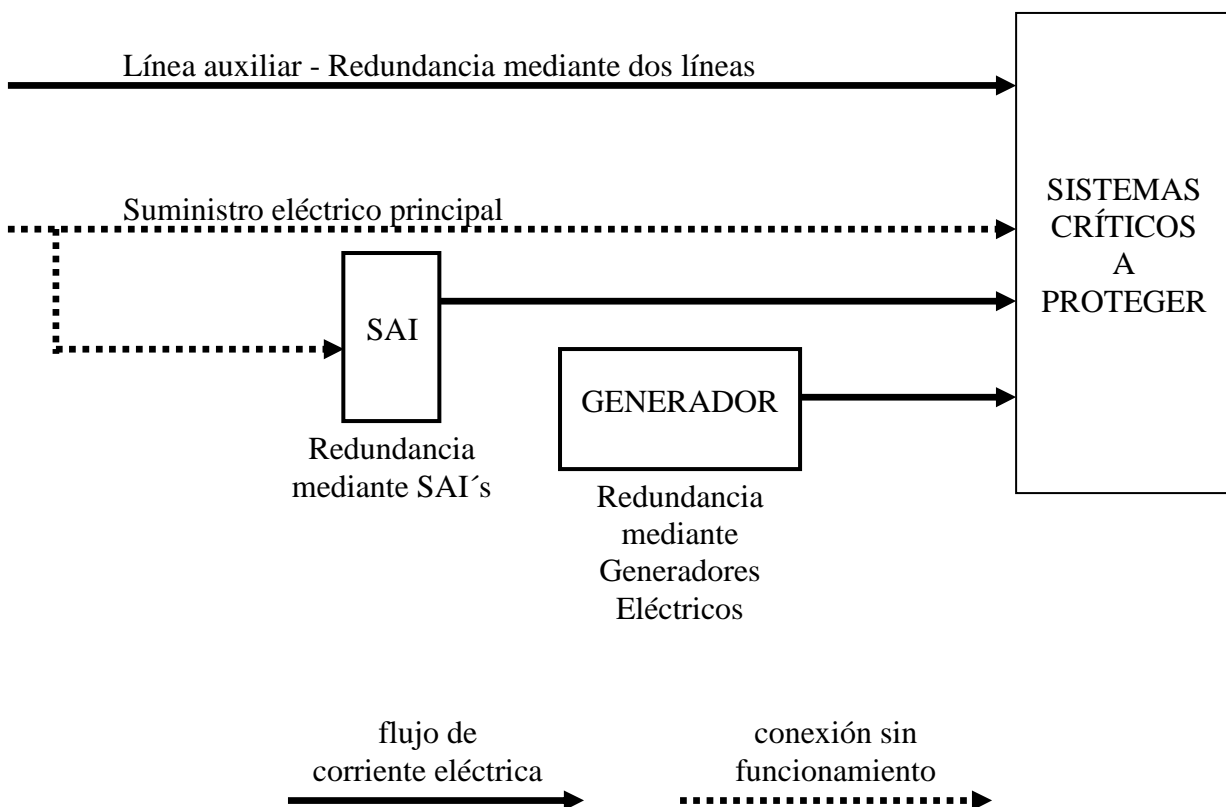 Línea auxiliar - Redundancia mediante dos líneas
Suministro eléctrico principal
SAI
Redundancia
mediante SAI´s
GENERADOR
Redundancia
mediante
Generadores
Eléctricos
SISTEMAS
CRÍTICOS
A
PROTEGER
flujo de
corriente eléctrica
conexión sin
funcionamiento